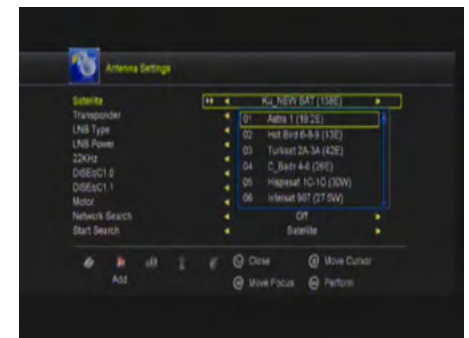 Antenna Settings
Satellite
Ku_NEW SAT (138E)
Transponder
01 Astra 1 (19.2E)
LNB Type
02 Hot Bird 6-8-9 (13E)
LNB Power
03 Turksat 2A-3A (42E)
22KHz
04 C_Badr 4-6 (26E)
DiSEqC1.0
05 Hispasat 1C-1D (30W)
DiSEqC1.1
06 Intelsat 907 (27.5W)
Motor
Network Search Off
Start Search Satellite
Close Move Cursor
Add Move Focus Perform